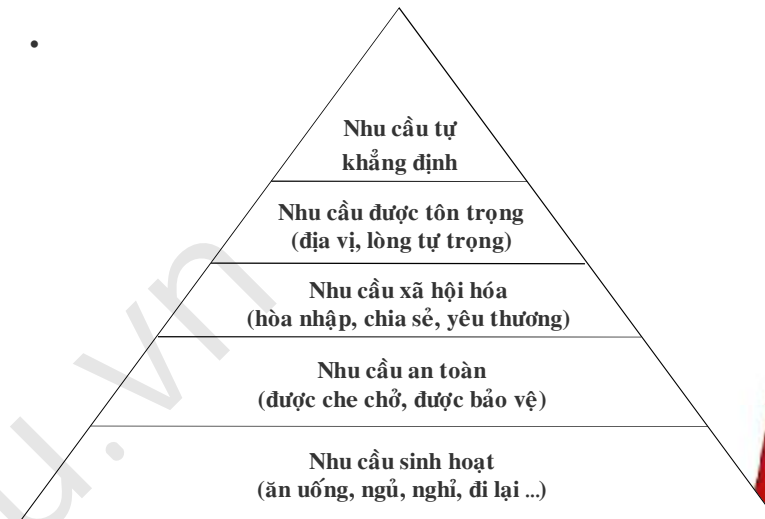 •
Nhu cầu tự
khẳng định
Nhu cầu được tôn trọng
(địa vị, lòng tự trọng)
Nhu cầu xã hội hóa
(hòa nhập, chia sẻ, yêu thương)
Nhu cầu an toàn
(được che chở, được bảo vệ)
Nhu cầu sinh hoạt
(ăn uống, ngủ, nghỉ, đi lại ...)
u.vn